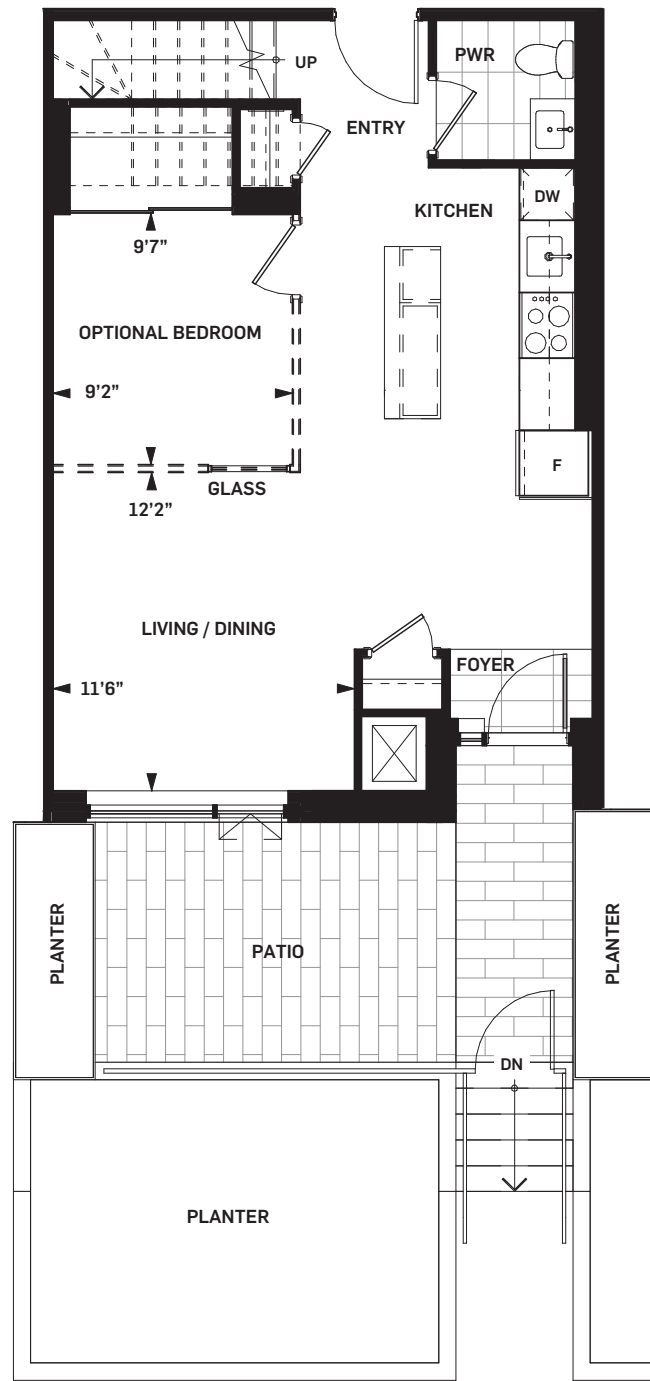 UP
PWR
ENTRY
KITCHEN
DW
9'7"
OPTIONAL BEDROOM
9'2"
F
GLASS
12'2"
LIVING / DINING
FOYER
11'6"
PLANTER
PLANTER
PATIO
DN
PLANTER